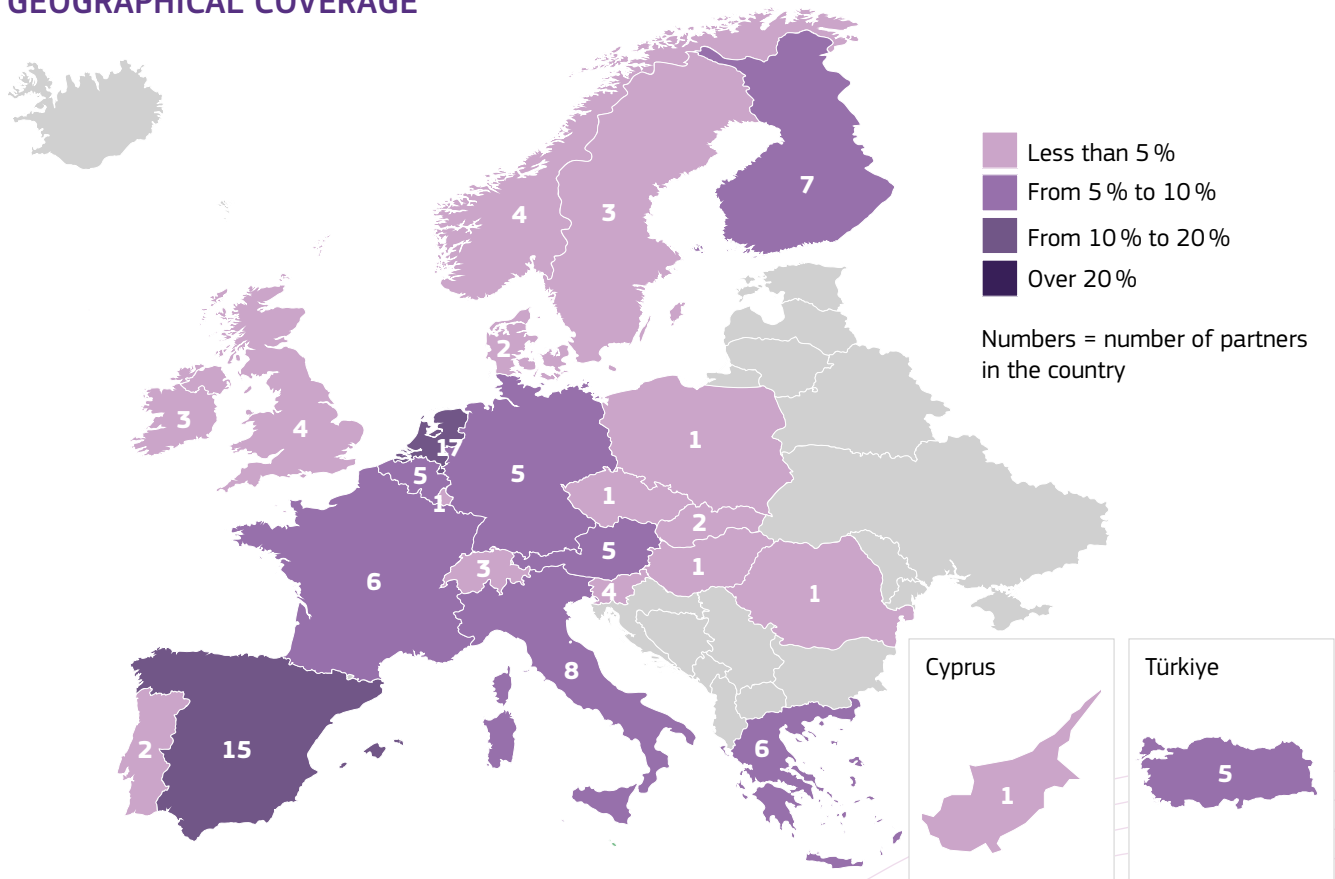 GEOGRAPHICAL COVERAGE
Less than 5 %
From 5 % to 10 %
From 10 % to 20 %
Over 20 %
Numbers = number of partners
in the country
7
4
3
2
3
4
17
5
1
5
1
1
2
5
1
1
3
4
6
8
2
15
6
Cyprus
1
Türkiye
5